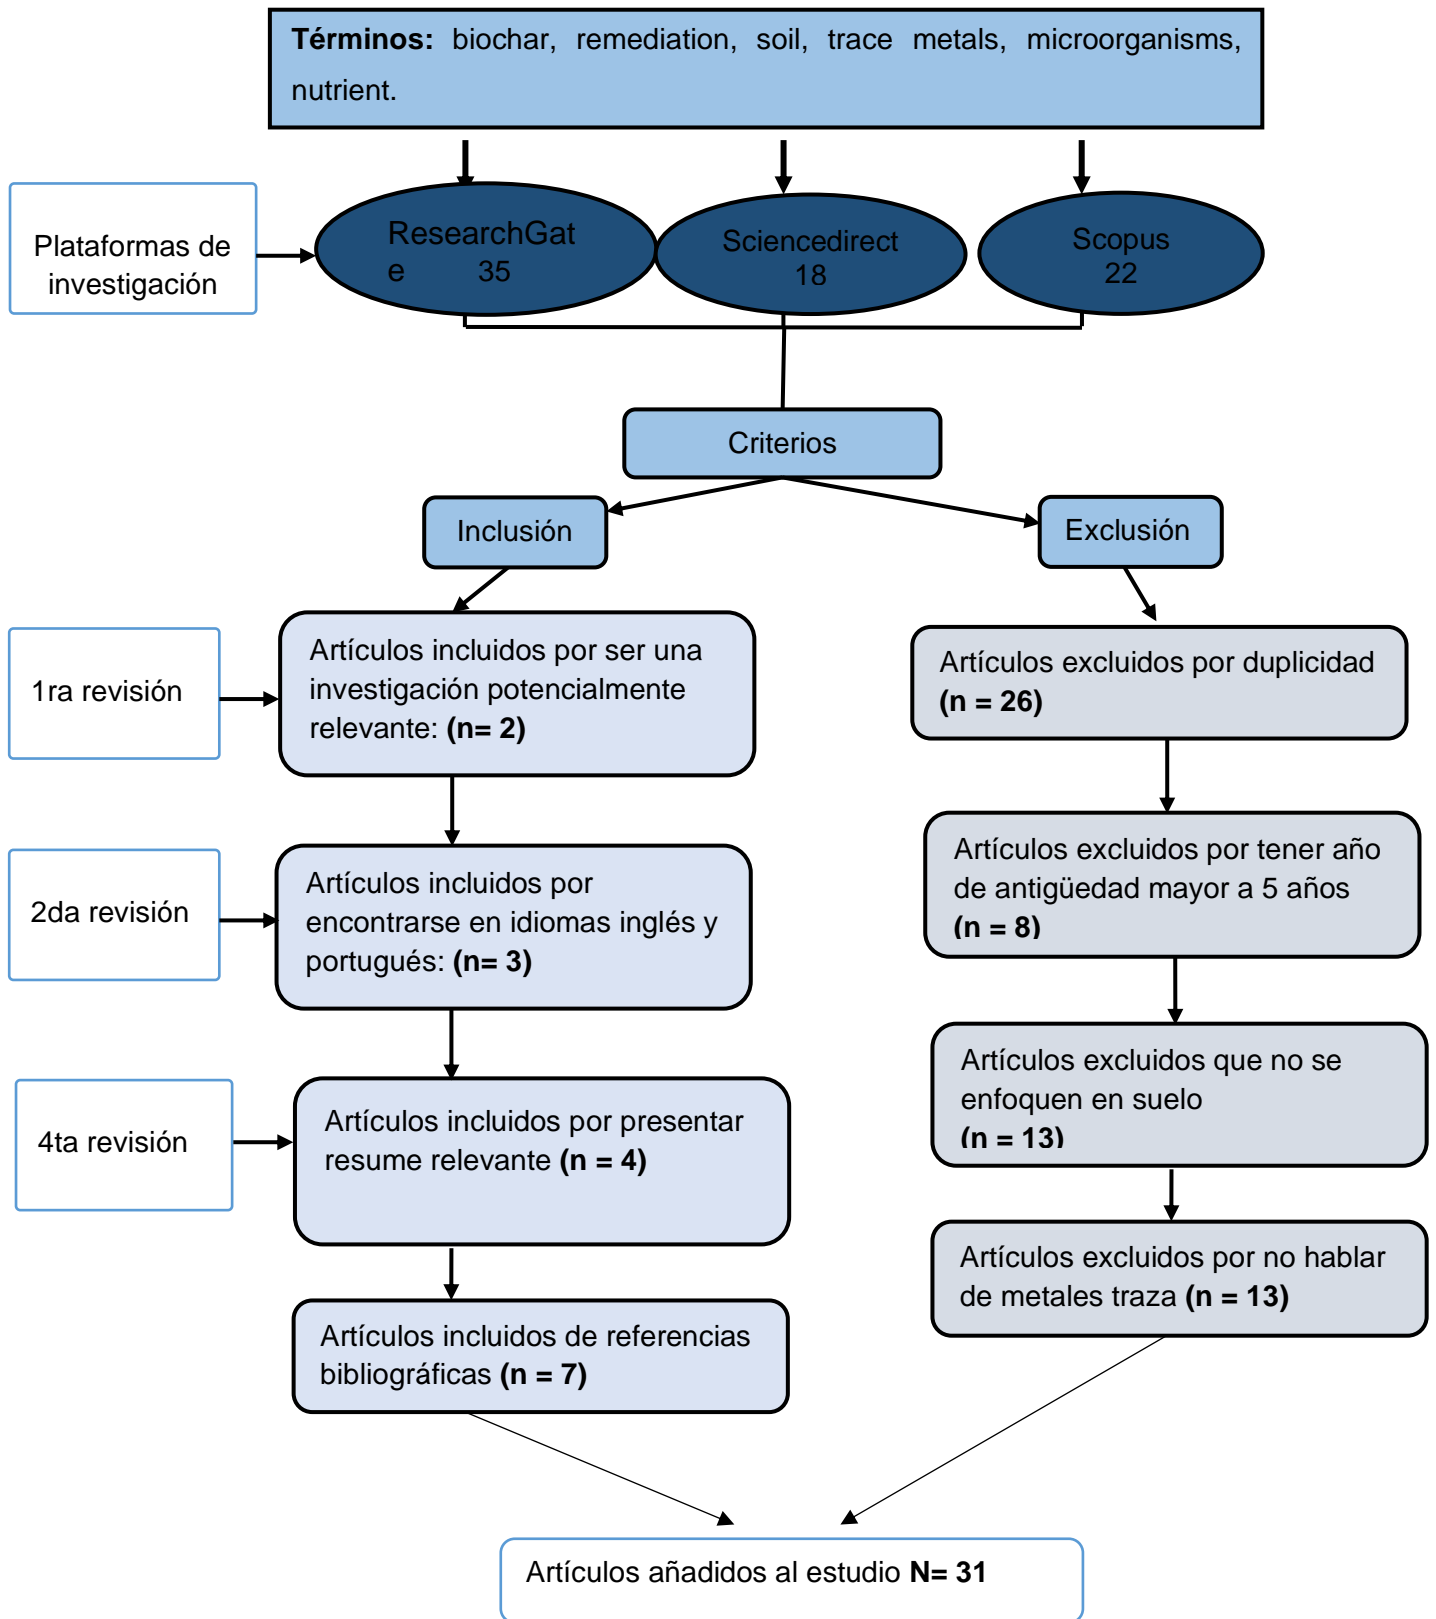 Términos: biochar, remediation, soil, trace metals, microorganisms,
nutrient.
Plataformas de
investigación
ResearchGat
e 35
Sciencedirect
18
Scopus
22
Criterios
Inclusión
Exclusión
1ra revisión
Artículos incluidos por ser una
investigación potencialmente
relevante: (n= 2)
Artículos excluidos por duplicidad
(n = 26)
2da revisión
Artículos incluidos por
encontrarse en idiomas inglés y
portugués: (n= 3)
Artículos excluidos por tener año
de antigüedad mayor a 5 años
(n = 8)
4ta revisión
Artículos incluidos por presentar
resume relevante (n = 4)
Artículos excluidos que no se
enfoquen en suelo
(n = 13)
Artículos incluidos de referencias
bibliográficas (n = 7)
Artículos excluidos por no hablar
de metales traza (n = 13)
Artículos añadidos al estudio N= 31